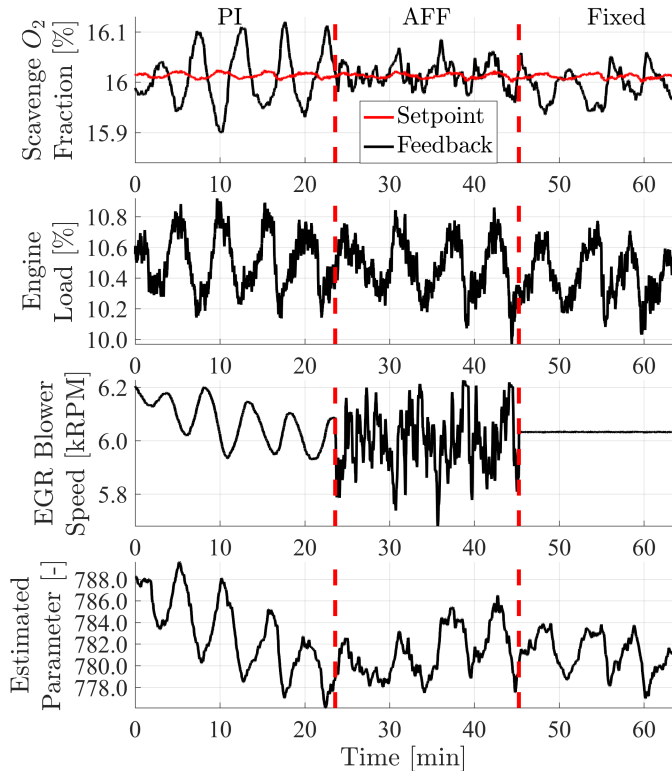 PI AFF Fixed
Scavenge O2
Fraction [%]
16.1
16
15.9
Setpoint
Feedback
0 10 20 30 40 50 60
Engine
Load [%]
10.8
10.6
10.4
10.2
10.0
0 10 20 30 40 50 60
EGR Blower
Speed [kRPM]
6.2
6.0
5.8
0 10 20 30 40 50 60
Estimated
Parameter [-]
788.0
786.0
784.0
782.0
780.0
778.0
0 10 20 30 40 50 60
Time [min]